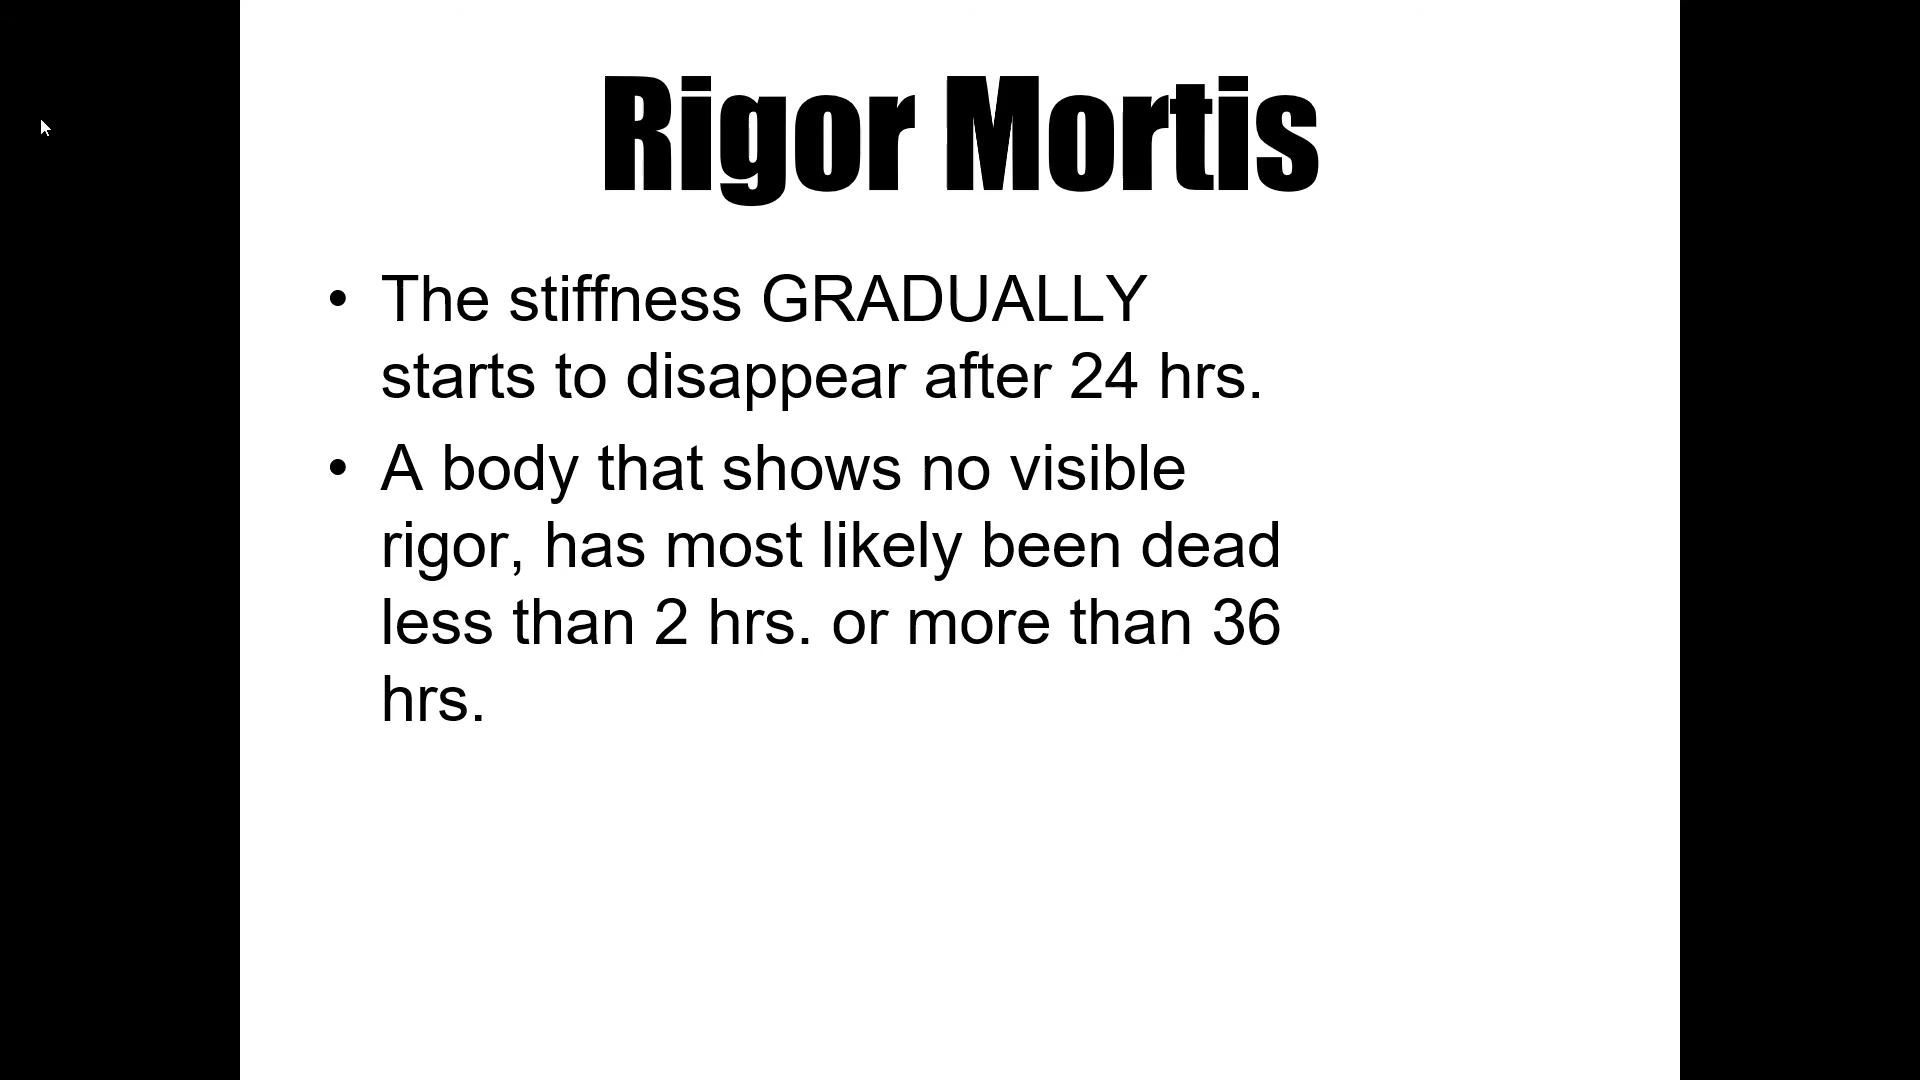 Rigor Mortis
• The stiffness GRADUALLY
starts to disappear after 24 hrs.
• A body that shows no visible
rigor, has most likely been dead
less than 2 hrs. or more than 36
hrs.